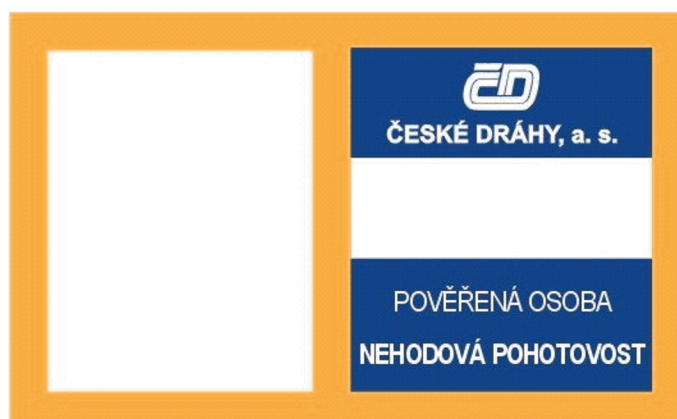 ČD
ČESKÉ DRÁHY, a. s.
POVĚŘENÁ OSOBA
NEHODOVÁ POHOTOVOST